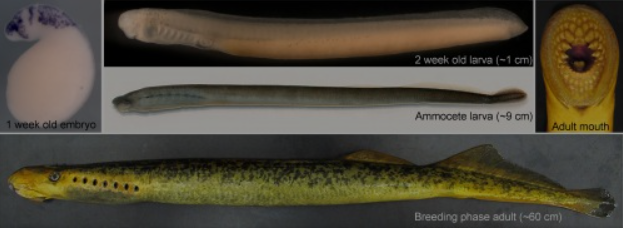 2 week old larva (~1 cm)
1 week old embryo
Ammocete larva (~9 cm)
Adult mouth
Breeding phase adult (~60 cm)